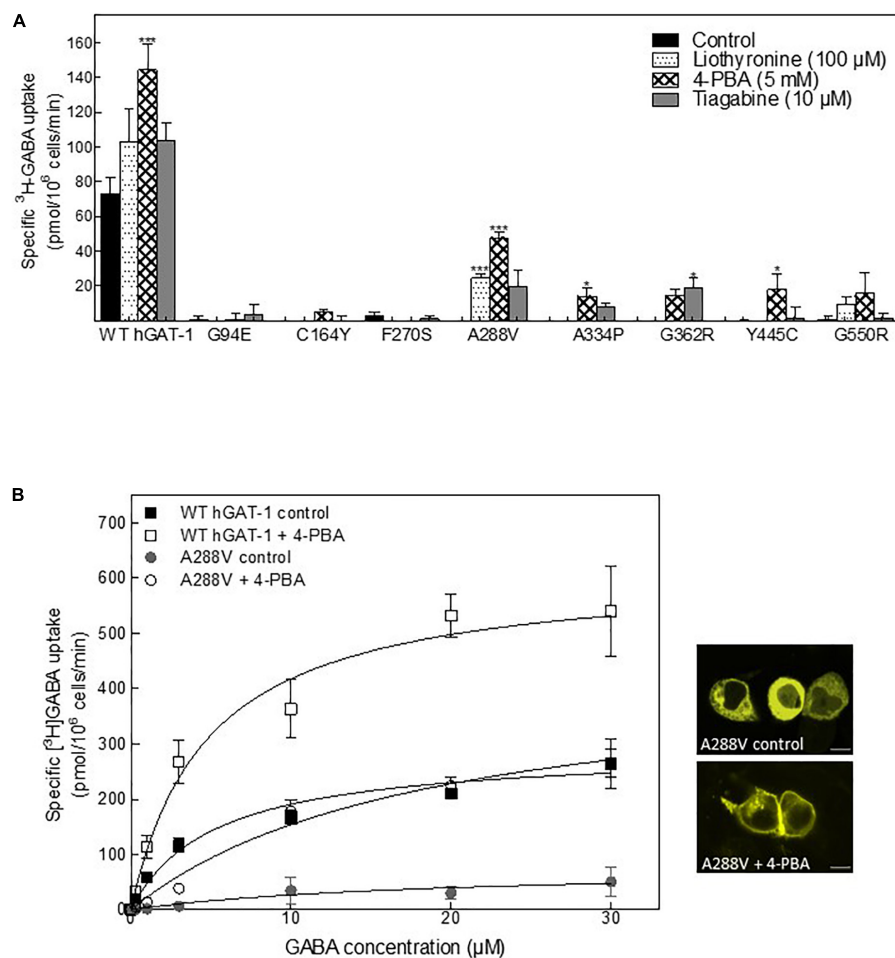 A
Specific ³H-GABA uptake
(pmol/10⁶ cells/min)
160
140
120
100
80
60
40
20
***
***
***
*
*
*
Control
Liothyronine (100 µM)
4-PBA (5 mM)
Tiagabine (10 µM)
WT hGAT-1 G94E C164Y F270S A288V A334P G362R Y445C G550R
B
Specific [³H]GABA uptake
(pmol/10⁶ cells/min)
700
600
500
400
300
200
100
0
WT hGAT-1 control
WT hGAT-1 + 4-PBA
A288V control
A288V + 4-PBA
0 10 20 30
GABA concentration (µM)
A288V control
A288V + 4-PBA